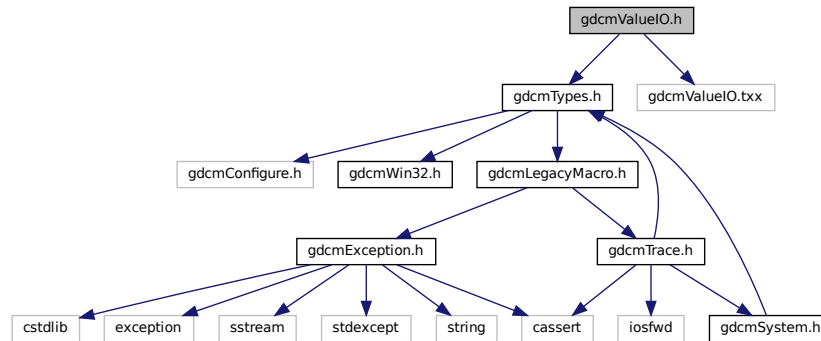 gdcmValueIO.h
gdcmTypes.h
gdcmValueIO.txx
gdcmConfigure.h
gdcmWin32.h
gdcmLegacyMacro.h
gdcmException.h
gdcmTrace.h
cstdlib
exception
sstream
stdexcept
string
cassert
iosfwd
gdcmSystem.h